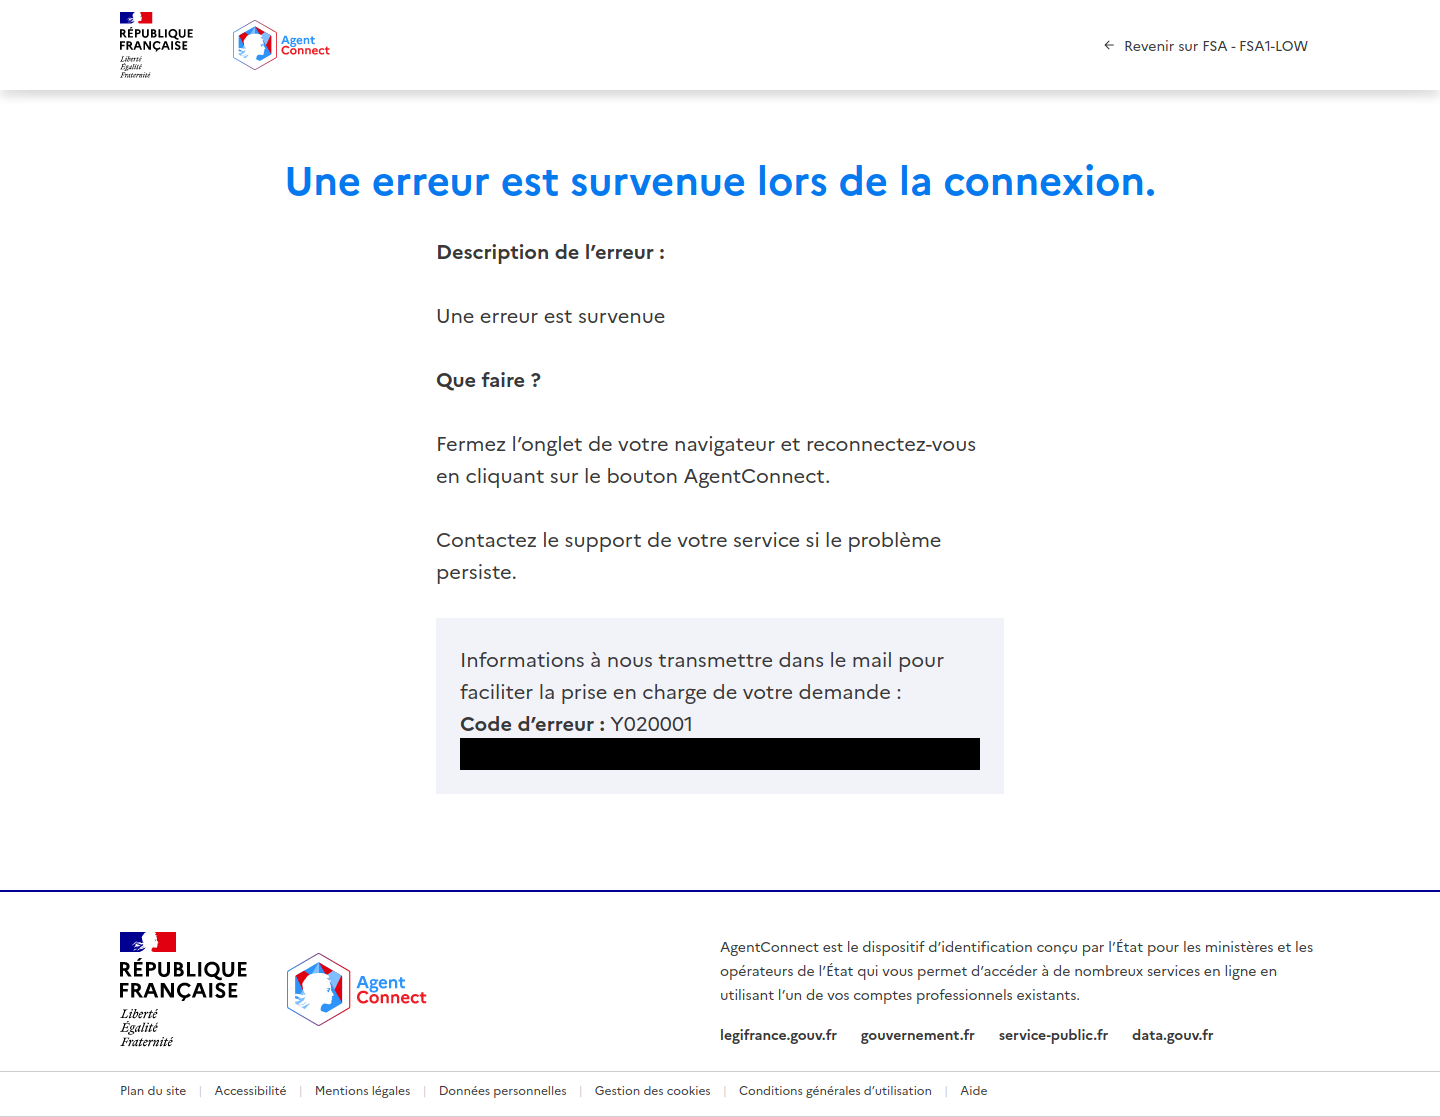 RÉPUBLIQUE
FRANÇAISE
Liberté
Égalité
Fraternité
Agent
Connect
Revenir sur FSA - FSA1-LOW
Une erreur est survenue lors de la connexion.
Description de l’erreur :
Une erreur est survenue
Que faire ?
Fermez l’onglet de votre navigateur et reconnectez-vous
en cliquant sur le bouton AgentConnect.
Contactez le support de votre service si le problème
persiste.
Informations à nous transmettre dans le mail pour
faciliter la prise en charge de votre demande :
Code d’erreur : Y020001
RÉPUBLIQUE
FRANÇAISE
Liberté
Égalité
Fraternité
Agent
Connect
AgentConnect est le dispositif d’identification conçu par l’État pour les ministères et les
opérateurs de l’État qui vous permet d’accéder à de nombreux services en ligne en
utilisant l’un de vos comptes professionnels existants.
legifrance.gouv.fr gouvernement.fr service-public.fr data.gouv.fr
Plan du site | Accessibilité | Mentions légales | Données personnelles | Gestion des cookies | Conditions générales d’utilisation | Aide